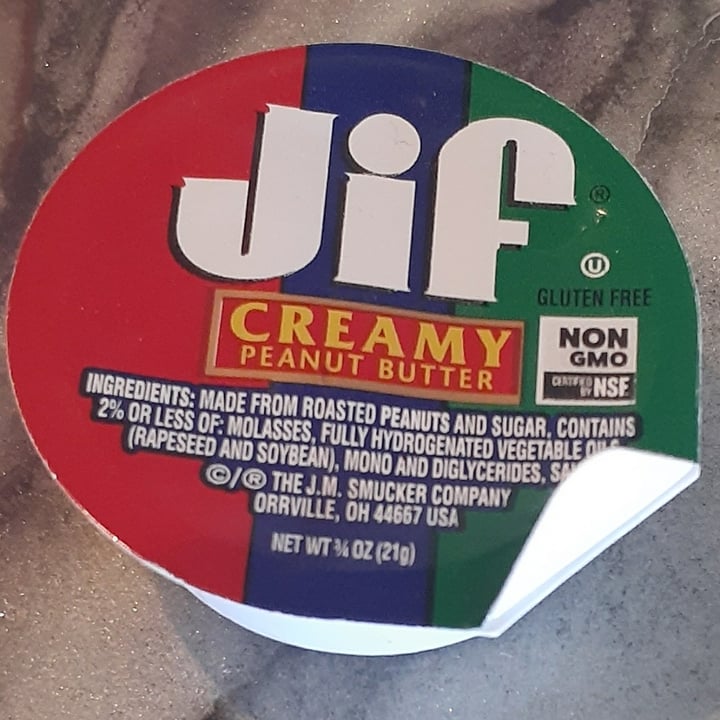 Jif®
U
GLUTEN FREE
CREAMY
PEANUT BUTTER
NON
GMO
CERTIFIED BY NSF
INGREDIENTS: MADE FROM ROASTED PEANUTS AND SUGAR, CONTAINS
2% OR LESS OF: MOLASSES, FULLY HYDROGENATED VEGETABLE
(RAPESEED AND SOYBEAN), MONO AND DIGLYCERIDES,
©/® THE J.M. SMUCKER COMPANY
ORRVILLE, OH 44667 USA
NET WT ¾ OZ (21g)